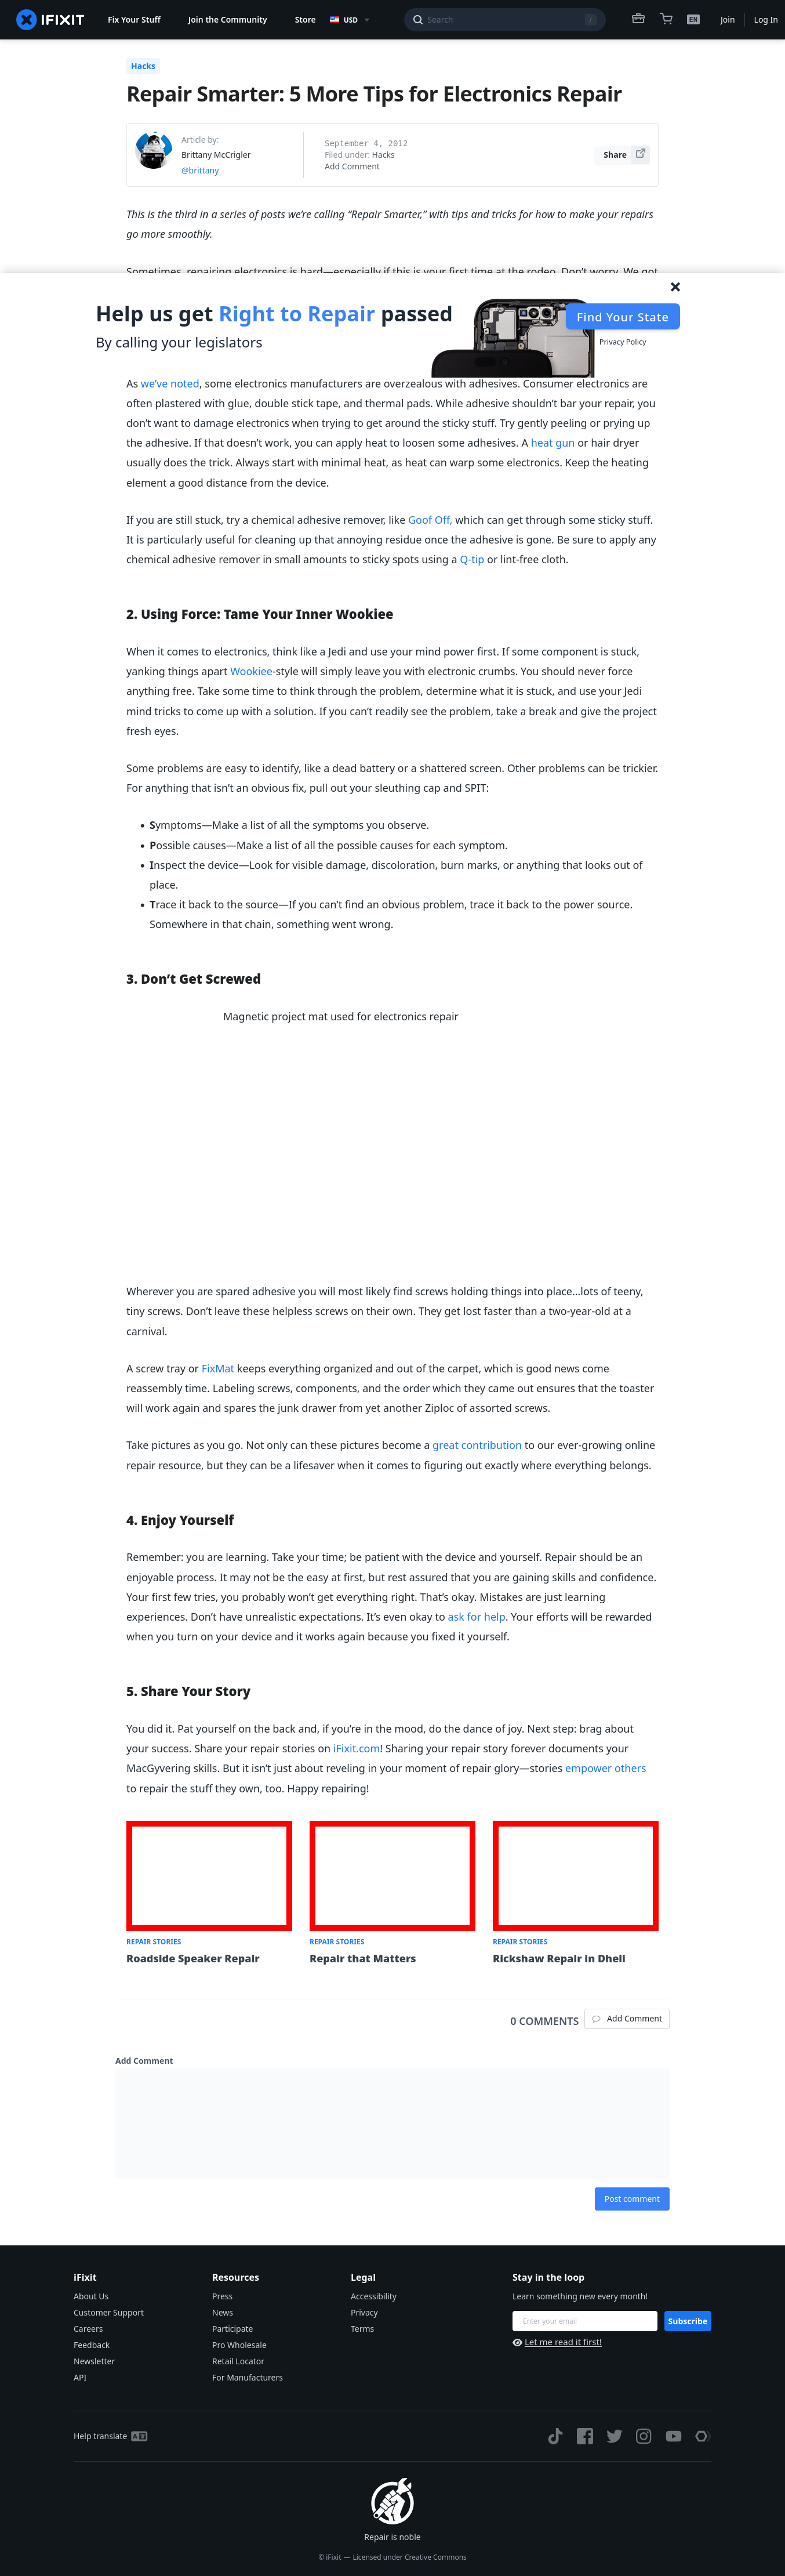 IFIXIT
Fix Your Stuff
Join the Community
Store
USD
Search
/
EN
Join
Log In
Hacks
Repair Smarter: 5 More Tips for Electronics Repair
Article by:
Brittany McCrigler
@brittany
September 4, 2012
Filed under: Hacks
Add Comment
Share
This is the third in a series of posts we’re calling “Repair Smarter,” with tips and tricks for how to make your repairs
go more smoothly.
Sometimes, repairing electronics is hard—especially if this is your first time at the rodeo. Don’t worry. We got
Help us get Right to Repair passed
By calling your legislators
Find Your State
Privacy Policy
As we’ve noted, some electronics manufacturers are overzealous with adhesives. Consumer electronics are
often plastered with glue, double stick tape, and thermal pads. While adhesive shouldn’t bar your repair, you
don’t want to damage electronics when trying to get around the sticky stuff. Try gently peeling or prying up
the adhesive. If that doesn’t work, you can apply heat to loosen some adhesives. A heat gun or hair dryer
usually does the trick. Always start with minimal heat, as heat can warp some electronics. Keep the heating
element a good distance from the device.
If you are still stuck, try a chemical adhesive remover, like Goof Off, which can get through some sticky stuff.
It is particularly useful for cleaning up that annoying residue once the adhesive is gone. Be sure to apply any
chemical adhesive remover in small amounts to sticky spots using a Q-tip or lint-free cloth.
2. Using Force: Tame Your Inner Wookiee
When it comes to electronics, think like a Jedi and use your mind power first. If some component is stuck,
yanking things apart Wookiee-style will simply leave you with electronic crumbs. You should never force
anything free. Take some time to think through the problem, determine what it is stuck, and use your Jedi
mind tricks to come up with a solution. If you can’t readily see the problem, take a break and give the project
fresh eyes.
Some problems are easy to identify, like a dead battery or a shattered screen. Other problems can be trickier.
For anything that isn’t an obvious fix, pull out your sleuthing cap and SPIT:
• Symptoms—Make a list of all the symptoms you observe.
• Possible causes—Make a list of all the possible causes for each symptom.
• Inspect the device—Look for visible damage, discoloration, burn marks, or anything that looks out of
place.
• Trace it back to the source—If you can’t find an obvious problem, trace it back to the power source.
Somewhere in that chain, something went wrong.
3. Don’t Get Screwed
Magnetic project mat used for electronics repair
Wherever you are spared adhesive you will most likely find screws holding things into place…lots of teeny,
tiny screws. Don’t leave these helpless screws on their own. They get lost faster than a two-year-old at a
carnival.
A screw tray or FixMat keeps everything organized and out of the carpet, which is good news come
reassembly time. Labeling screws, components, and the order which they came out ensures that the toaster
will work again and spares the junk drawer from yet another Ziploc of assorted screws.
Take pictures as you go. Not only can these pictures become a great contribution to our ever-growing online
repair resource, but they can be a lifesaver when it comes to figuring out exactly where everything belongs.
4. Enjoy Yourself
Remember: you are learning. Take your time; be patient with the device and yourself. Repair should be an
enjoyable process. It may not be the easy at first, but rest assured that you are gaining skills and confidence.
Your first few tries, you probably won’t get everything right. That’s okay. Mistakes are just learning
experiences. Don’t have unrealistic expectations. It’s even okay to ask for help. Your efforts will be rewarded
when you turn on your device and it works again because you fixed it yourself.
5. Share Your Story
You did it. Pat yourself on the back and, if you’re in the mood, do the dance of joy. Next step: brag about
your success. Share your repair stories on iFixit.com! Sharing your repair story forever documents your
MacGyvering skills. But it isn’t just about reveling in your moment of repair glory—stories empower others
to repair the stuff they own, too. Happy repairing!
REPAIR STORIES
Roadside Speaker Repair
REPAIR STORIES
Repair that Matters
REPAIR STORIES
Rickshaw Repair in Dheli
0 COMMENTS
Add Comment
Add Comment
Post comment
iFixit
About Us
Customer Support
Careers
Feedback
Newsletter
API
Resources
Press
News
Participate
Pro Wholesale
Retail Locator
For Manufacturers
Legal
Accessibility
Privacy
Terms
Stay in the loop
Learn something new every month!
Enter your email
Subscribe
Let me read it first!
Help translate
Repair is noble
© iFixit — Licensed under Creative Commons